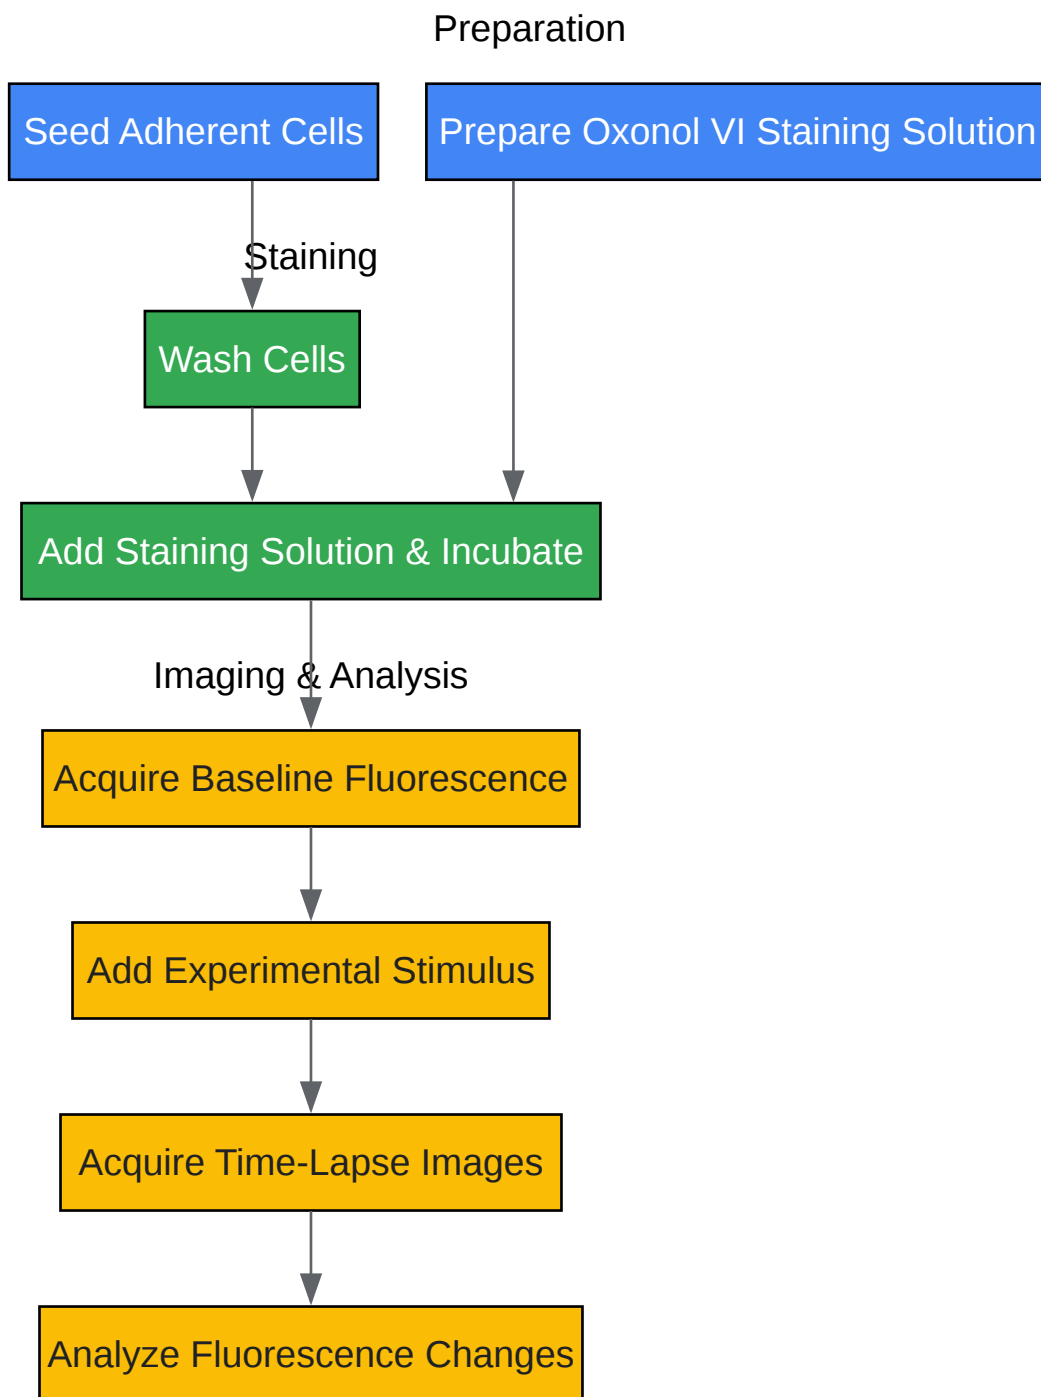 Preparation
Seed Adherent Cells
Prepare Oxonol VI Staining Solution
Staining
Wash Cells
Add Staining Solution & Incubate
Imaging & Analysis
Acquire Baseline Fluorescence
Add Experimental Stimulus
Acquire Time-Lapse Images
Analyze Fluorescence Changes